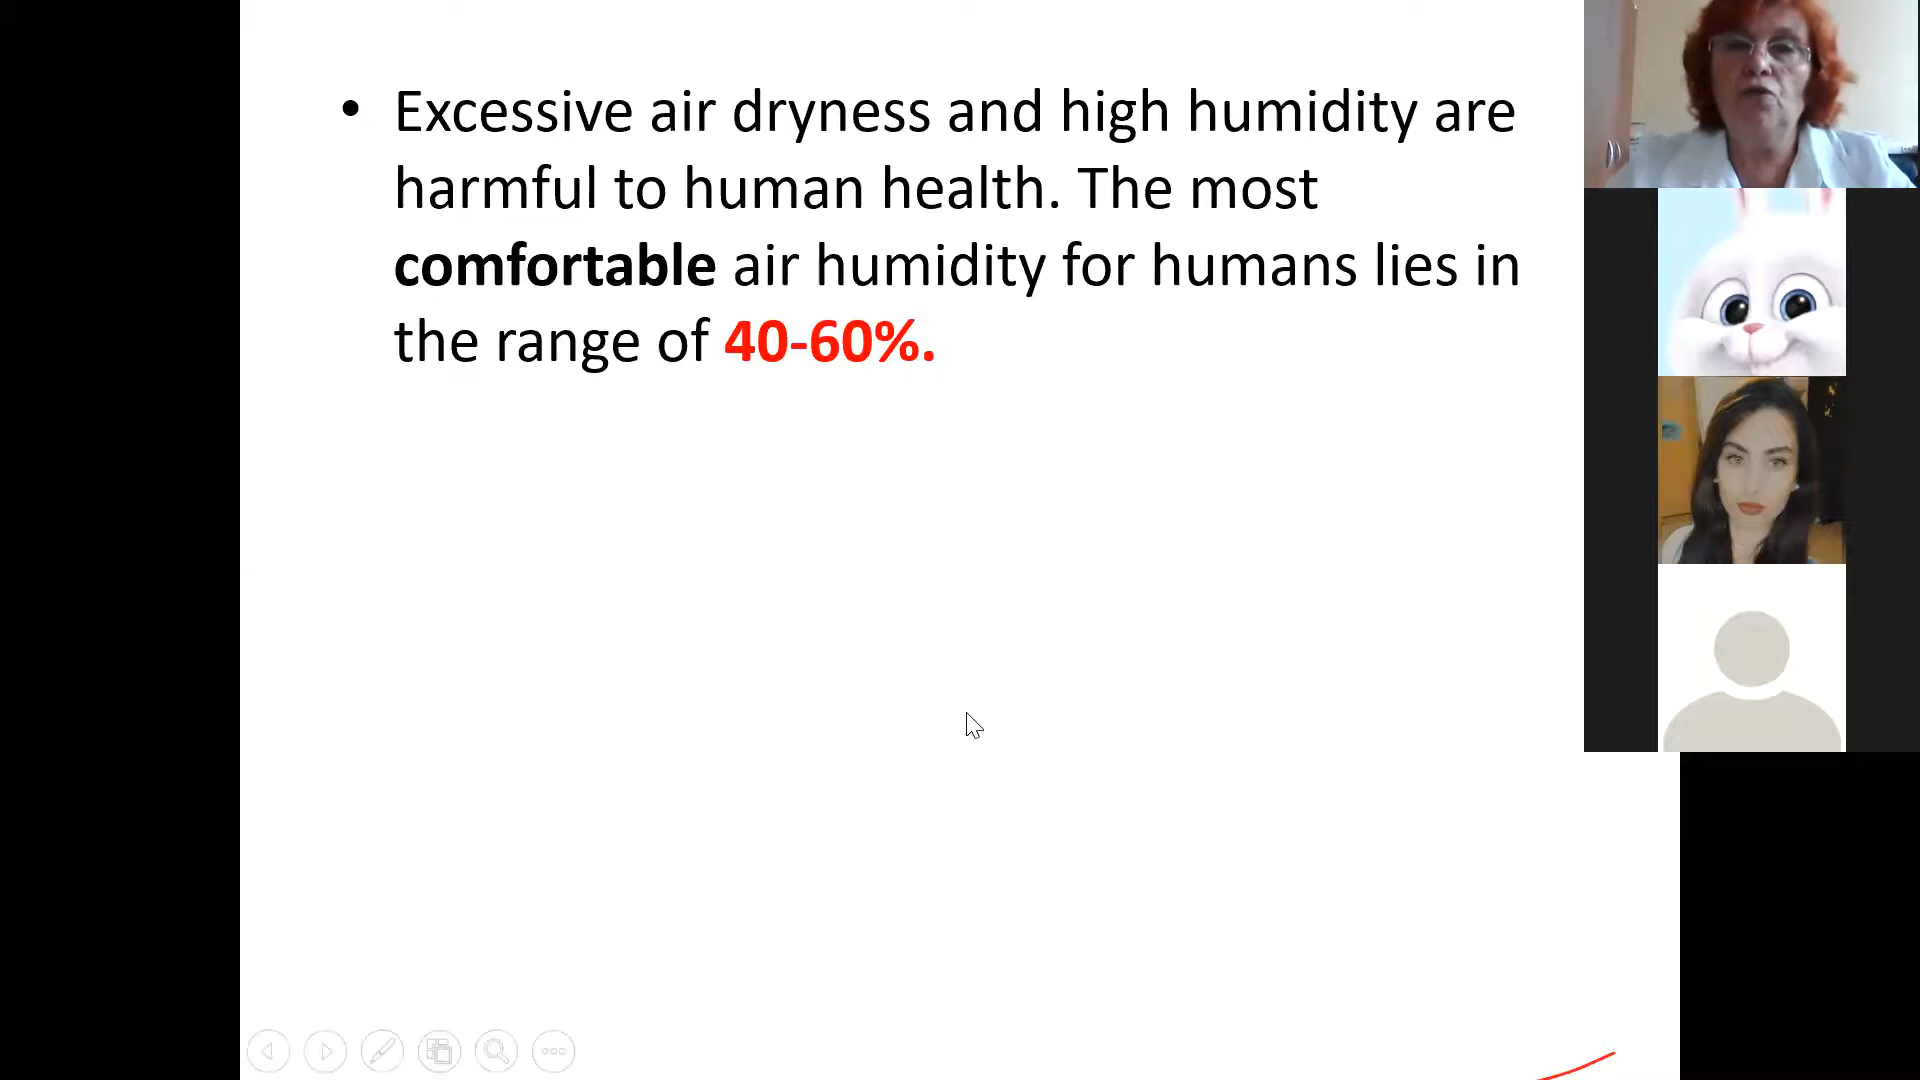 • Excessive air dryness and high humidity are
harmful to human health. The most
comfortable air humidity for humans lies in
the range of 40-60%.